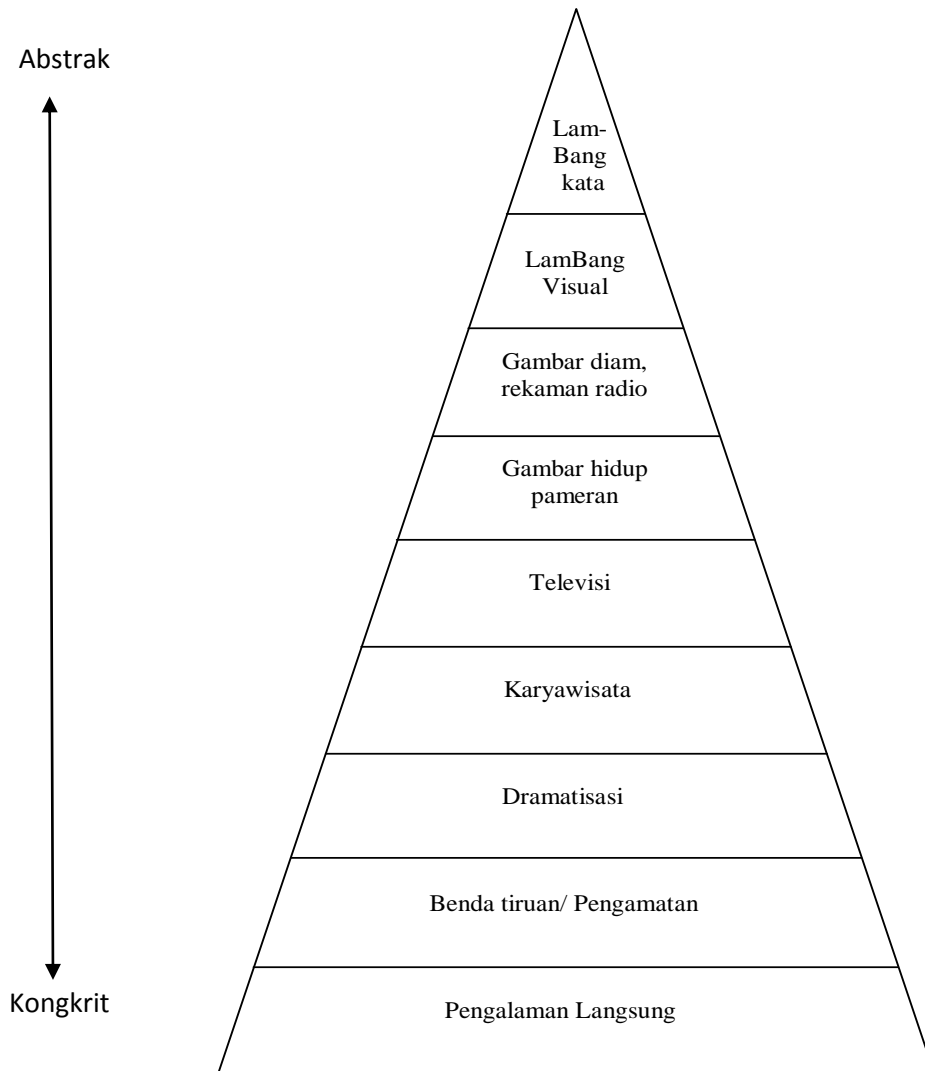 Abstrak
Lam-
Bang
kata
LamBang
Visual
Gambar diam,
rekaman radio
Gambar hidup
pameran
Televisi
Karyawisata
Dramatisasi
Benda tiruan/ Pengamatan
Kongkrit
Pengalaman Langsung